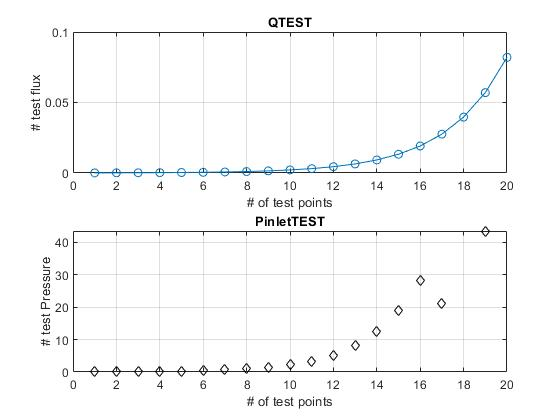 QTEST
0.1
0.05
0
# test flux
0 2 4 6 8 10 12 14 16 18 20
# of test points
PinletTEST
40
30
20
10
0
# test Pressure
0 2 4 6 8 10 12 14 16 18 20
# of test points